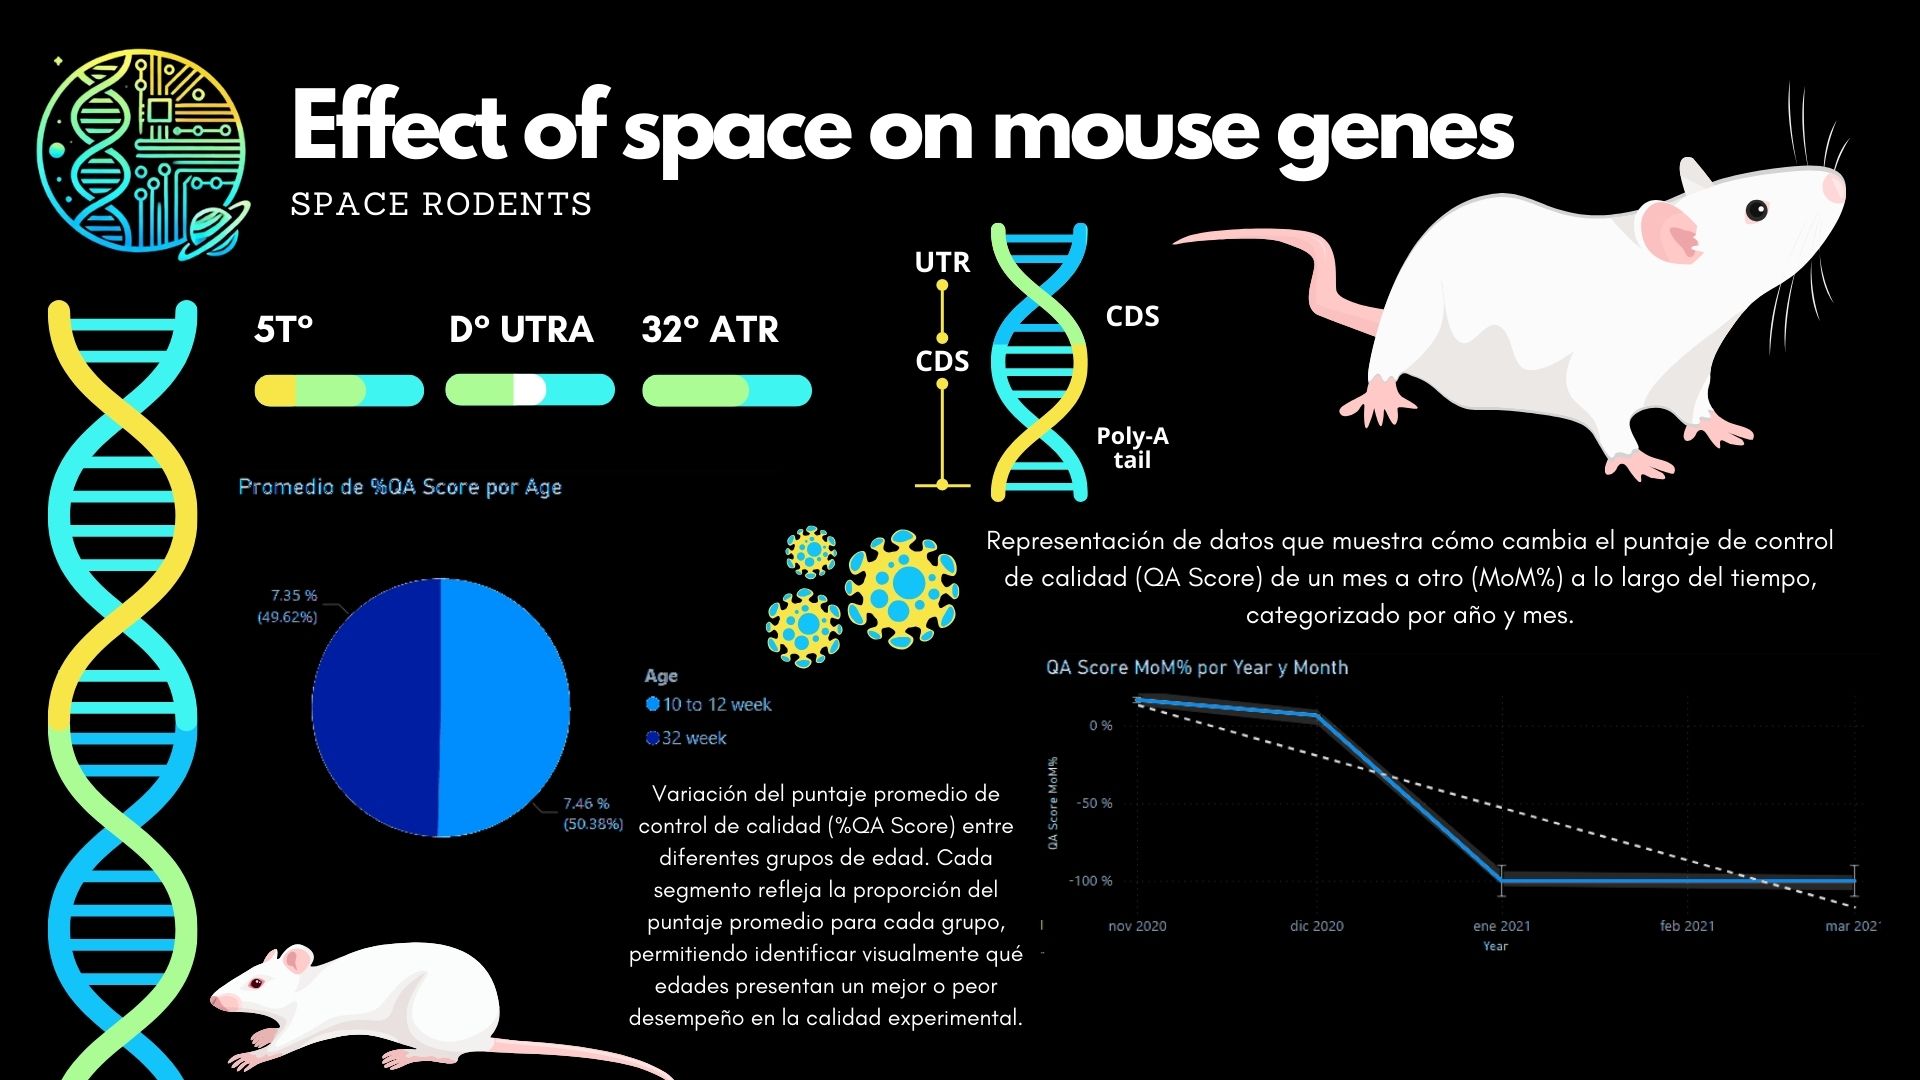 Effect of space on mouse genes
SPACE RODENTS
5Tº
Dº UTRA
32º ATR
UTR
CDS
CDS
Poly-A
tail
Promedio de %QA Score por Age
7.35 %
(49.62%)
7.46 %
(50.38%)
Age
10 to 12 week
32 week
Variación del puntaje promedio de
control de calidad (%QA Score) entre
diferentes grupos de edad. Cada
segmento refleja la proporción del
puntaje promedio para cada grupo,
permitiendo identificar visualmente qué
edades presentan un mejor o peor
desempeño en la calidad experimental.
Representación de datos que muestra cómo cambia el puntaje de control
de calidad (QA Score) de un mes a otro (MoM%) a lo largo del tiempo,
categorizado por año y mes.
QA Score MoM% por Year y Month
QA Score MoM%
0 %
-50 %
-100 %
nov 2020
dic 2020
ene 2021
feb 2021
mar 202
Year